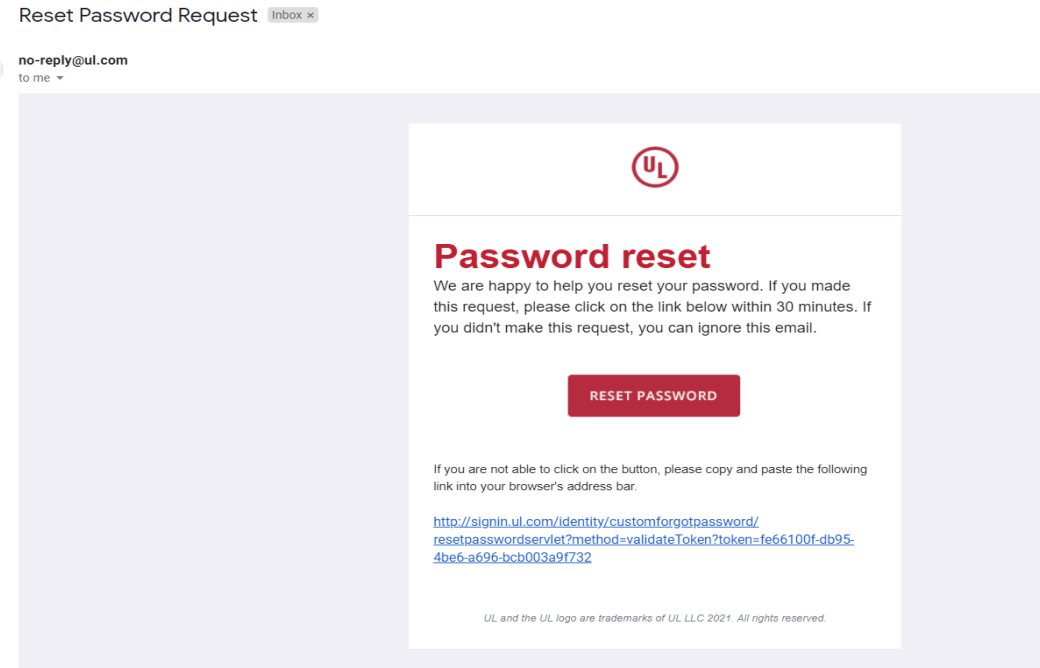 Reset Password Request Inbox ×
no-reply@ul.com
to me
UL
Password reset
We are happy to help you reset your password. If you made
this request, please click on the link below within 30 minutes. If
you didn't make this request, you can ignore this email.
RESET PASSWORD
If you are not able to click on the button, please copy and paste the following
link into your browser's address bar.
http://signin.ul.com/identity/customforgotpassword/
resetpasswordservlet?method=validateToken?token=fe66100f-db95-
4be6-a696-bcb003a9f732
UL and the UL logo are trademarks of UL LLC 2021. All rights reserved.